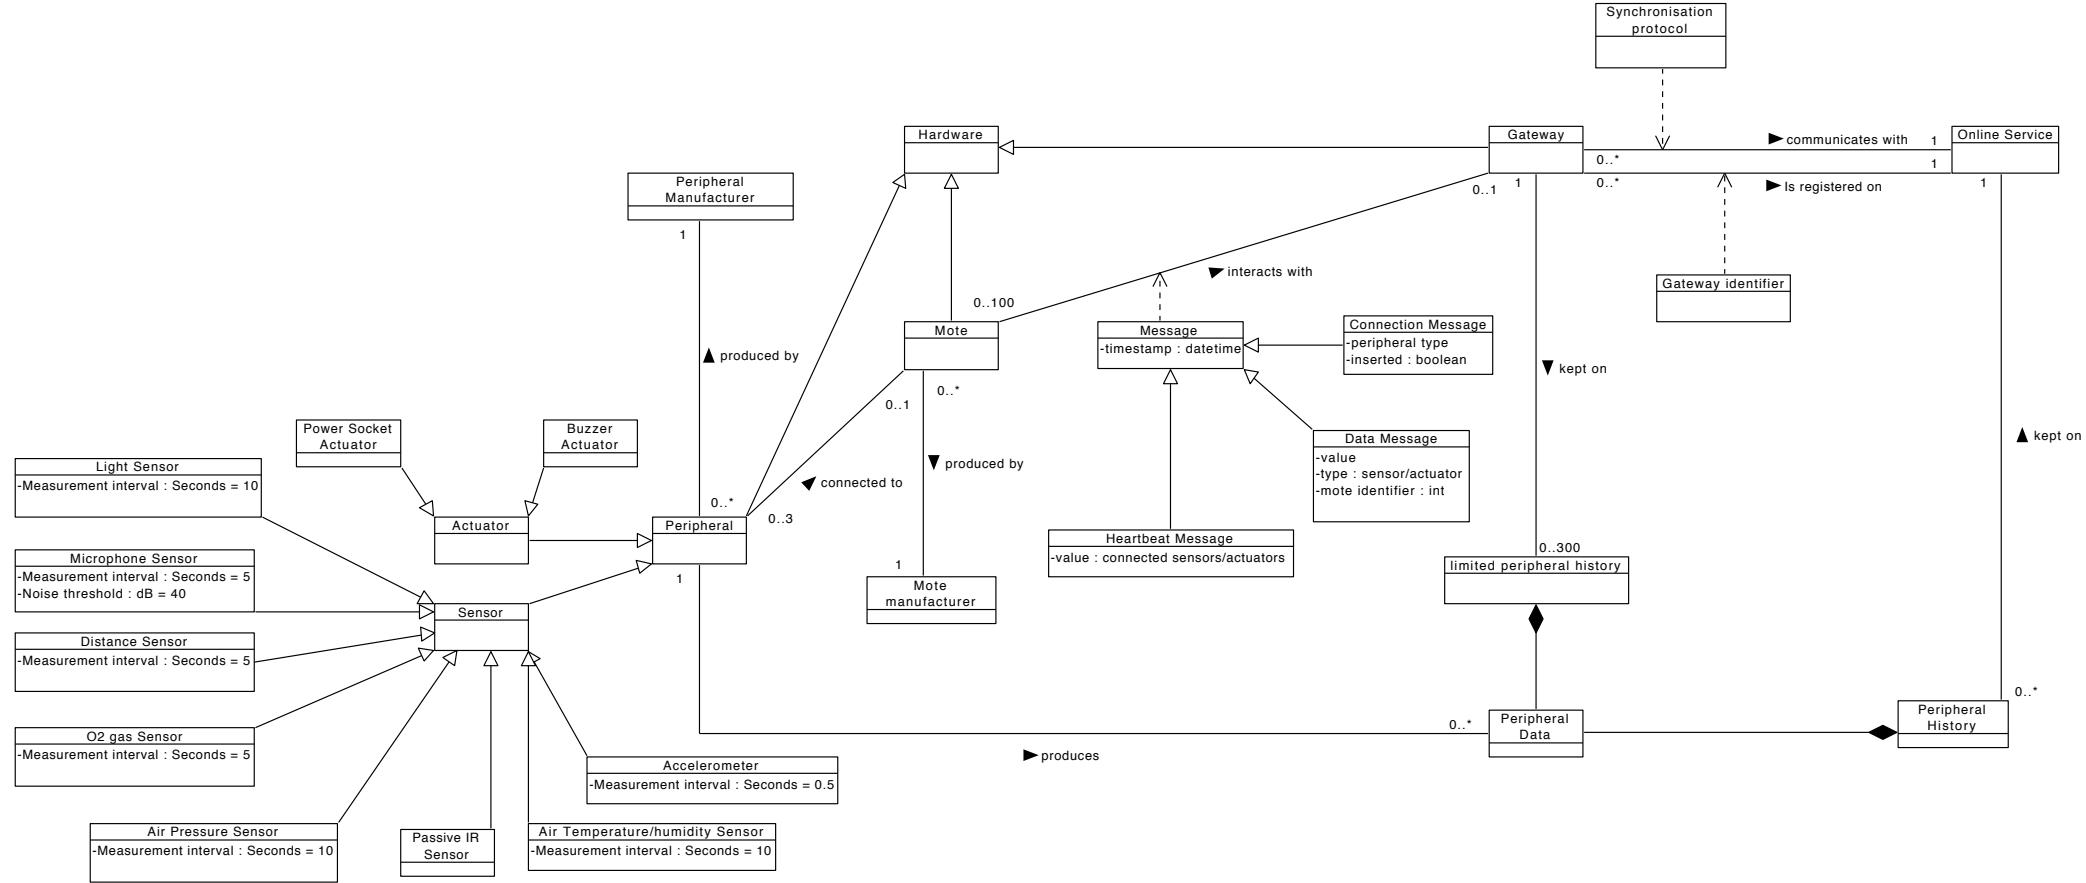 Synchronisation
protocol
Hardware
Gateway
Online Service
communicates with
1
0..*
1
0..*
Is registered on
0..1
1
1
Peripheral
Manufacturer
1
interacts with
Gateway identifier
0..100
Mote
Message
-timestamp : datetime
Connection Message
-peripheral type
-inserted : boolean
produced by
kept on
0..1
0..*
Power Socket
Actuator
Buzzer
Actuator
Data Message
-value
-type : sensor/actuator
-mote identifier : int
kept on
Light Sensor
-Measurement interval : Seconds = 10
produced by
connected to
0..*
0..3
Actuator
Peripheral
Heartbeat Message
-value : connected sensors/actuators
0..300
limited peripheral history
Microphone Sensor
-Measurement interval : Seconds = 5
-Noise threshold : dB = 40
1
1
Mote
manufacturer
Sensor
Distance Sensor
-Measurement interval : Seconds = 5
0..*
O2 gas Sensor
-Measurement interval : Seconds = 5
0..*
Peripheral
Data
Peripheral
History
produces
Accelerometer
-Measurement interval : Seconds = 0.5
Air Pressure Sensor
-Measurement interval : Seconds = 10
Passive IR
Sensor
Air Temperature/humidity Sensor
-Measurement interval : Seconds = 10